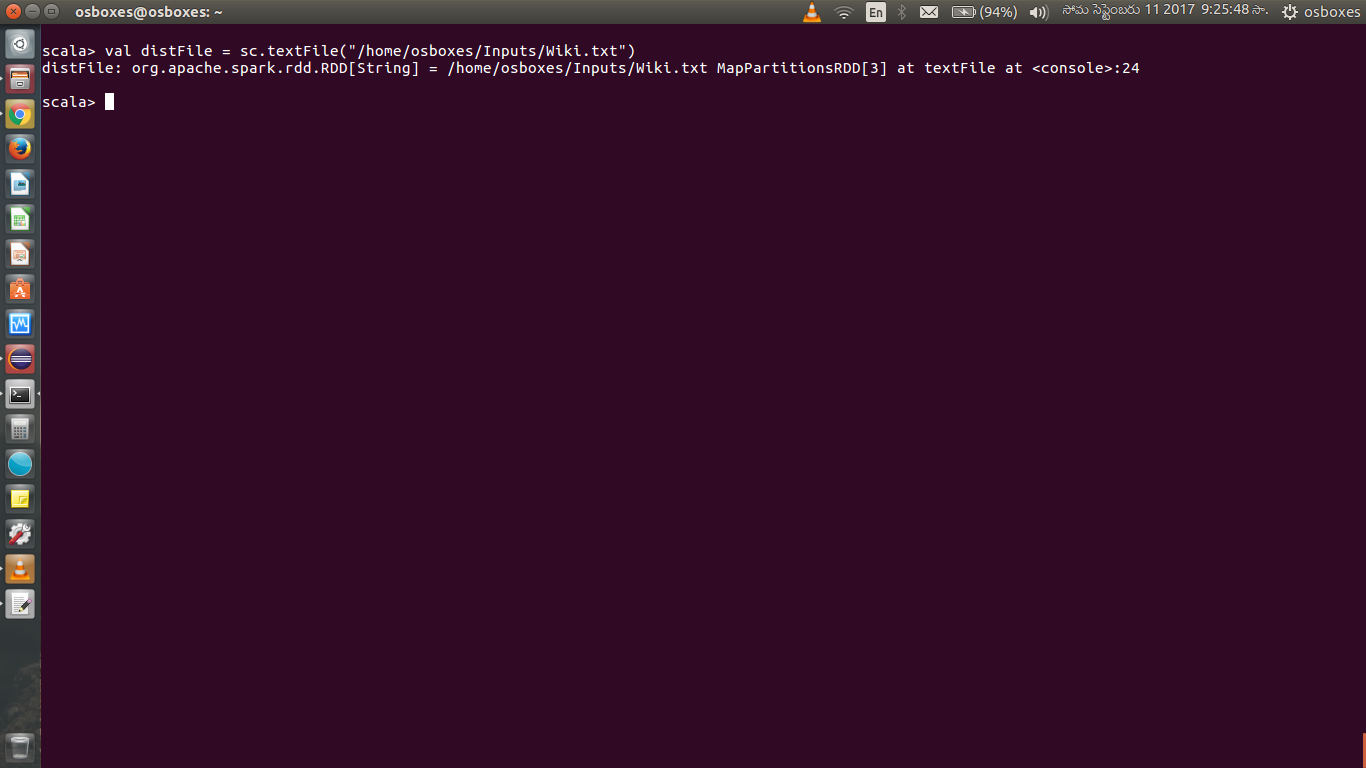 osboxes@osboxes: ~
En
(94%)
సోమ సెప్టెంబరు 11 2017 9:25:48 సా.
osboxes
scala> val distFile = sc.textFile("/home/osboxes/Inputs/Wiki.txt")
distFile: org.apache.spark.rdd.RDD[String] = /home/osboxes/Inputs/Wiki.txt MapPartitionsRDD[3] at textFile at <console>:24
scala>